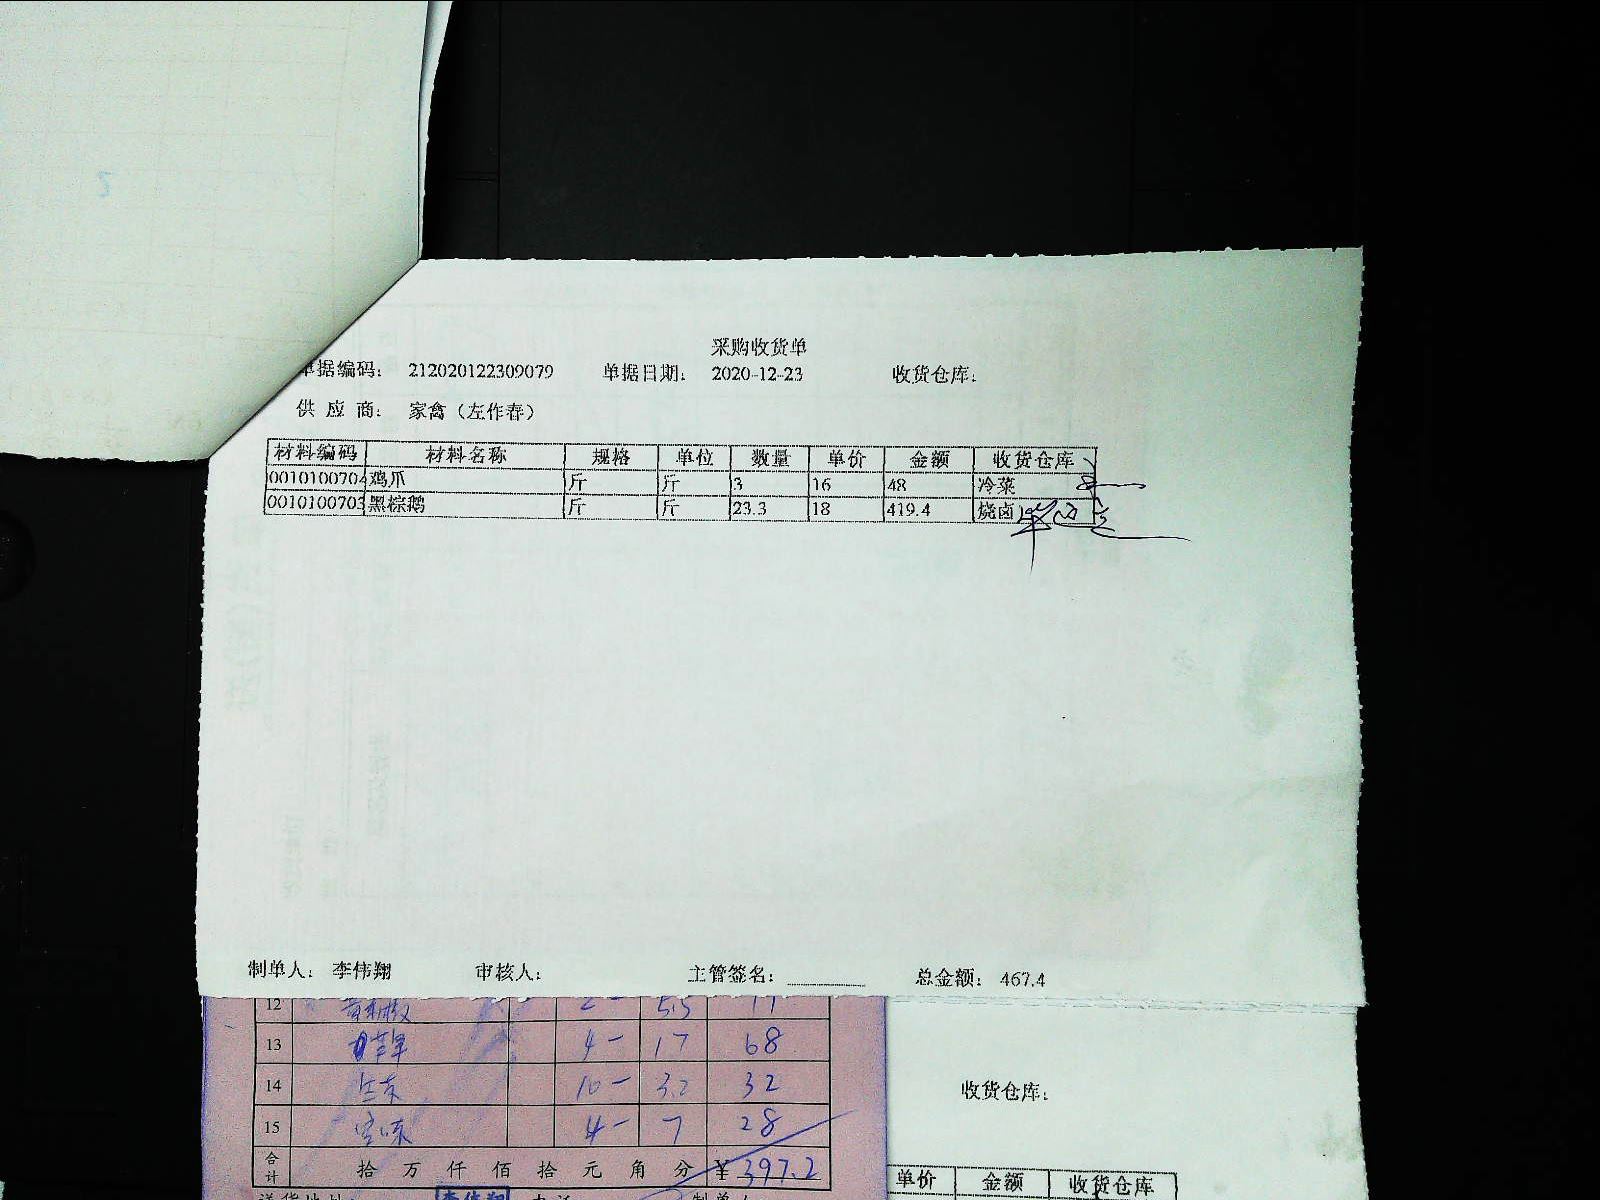 采购收货单
单据编码： 212020122309079 单据日期： 2020-12-23 收货仓库：
供 应 商： 家禽（左作春）
材料编码 材料名称 规格 单位 数量 单价 金额 收货仓库
0010100704 鸡爪 斤 斤 3 16 48 冷菜
0010100703 黑棕鹅 斤 斤 23.3 18 419.4 烧卤
制单人： 李伟翔 审核人： 主管签名： 总金额： 467.4
12 5.5 11
13 4- 17 68
14 10- 3.2 32
15 4- 7 28
合计 拾 万 仟 佰 拾 元 角 分 ¥ 397.2
收货仓库：
单价 金额 收货仓库